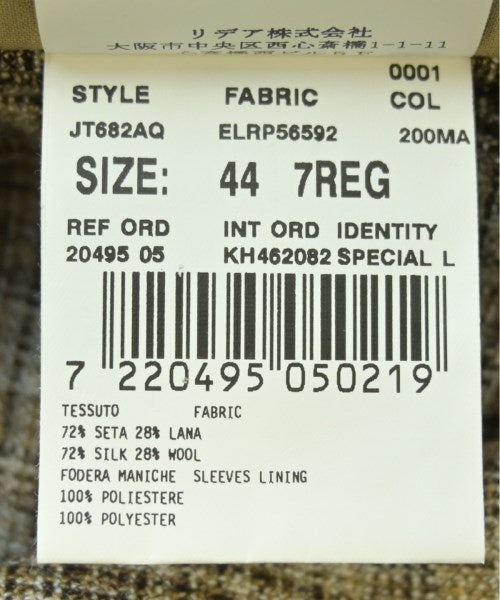 リデア株式会社
大阪市中央区西心斎橋1-1-11
0001
STYLE FABRIC COL
JT682AQ ELRP56592 200MA
SIZE: 44 7REG
REF ORD INT ORD IDENTITY
20495 05 KH462082 SPECIAL L
7 220495 050219
TESSUTO FABRIC
72% SETA 28% LANA
72% SILK 28% WOOL
FODERA MANICHE SLEEVES LINING
100% POLIESTERE
100% POLYESTER